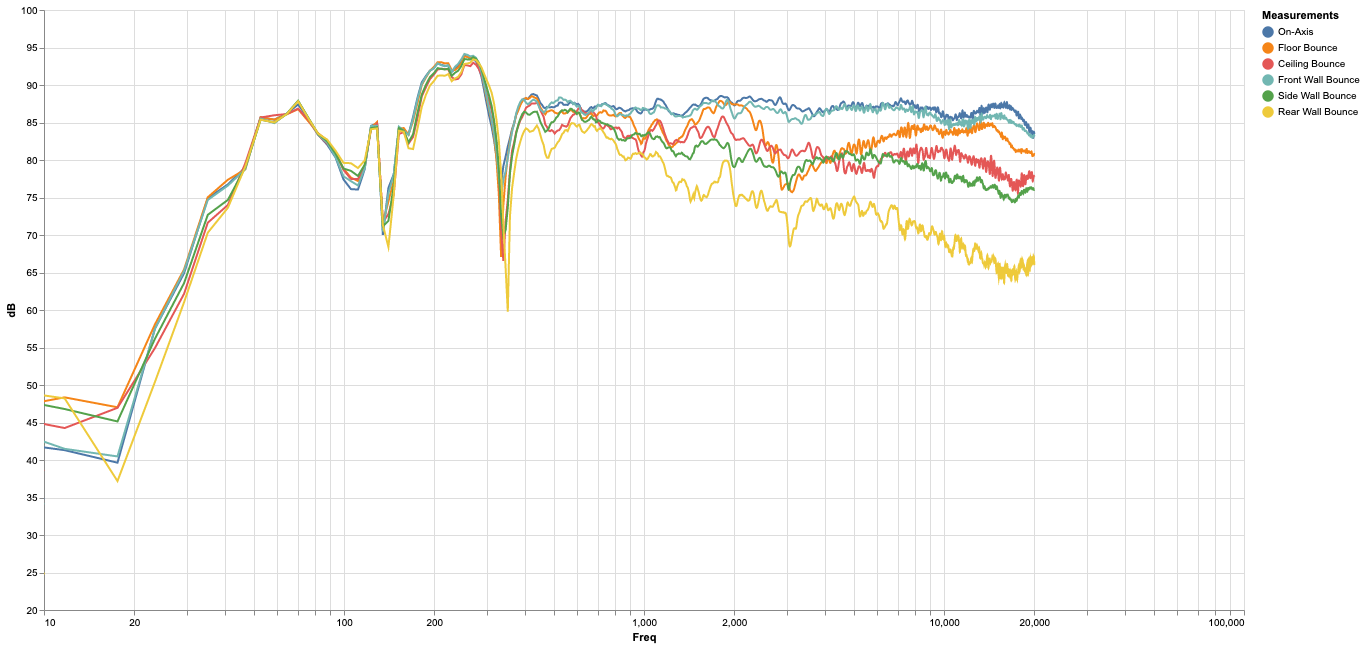 Measurements
On-Axis
Floor Bounce
Ceiling Bounce
Front Wall Bounce
Side Wall Bounce
Rear Wall Bounce
100
95
90
85
80
75
70
65
60
55
50
45
40
35
30
25
20
dB
10 20 100 200 1,000 2,000 10,000 20,000 100,000
Freq